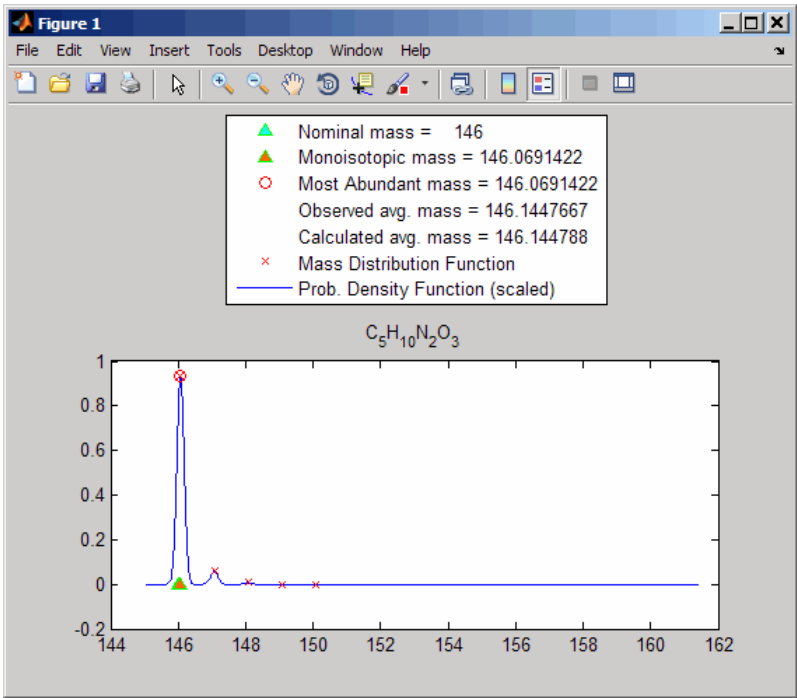 Figure 1
File Edit View Insert Tools Desktop Window Help
Nominal mass = 146
Monoisotopic mass = 146.0691422
Most Abundant mass = 146.0691422
Observed avg. mass = 146.1447667
Calculated avg. mass = 146.144788
Mass Distribution Function
Prob. Density Function (scaled)
C5H10N2O3
1
0.8
0.6
0.4
0.2
0
-0.2
144 146 148 150 152 154 156 158 160 162